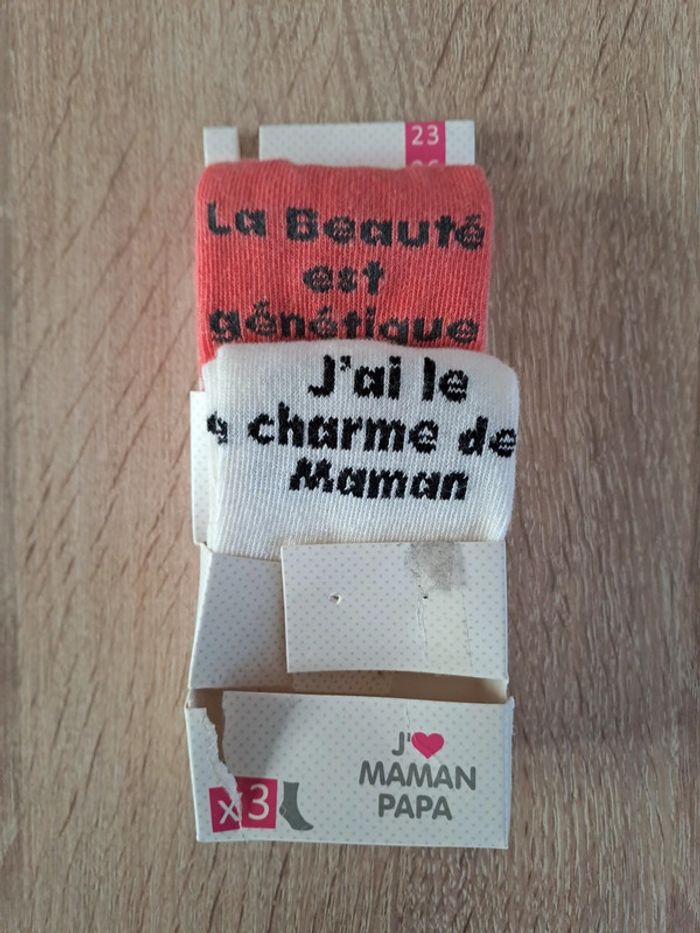 23
La Beauté
est
génétique
J'ai le
charme de
Maman
J'
MAMAN
PAPA
x3